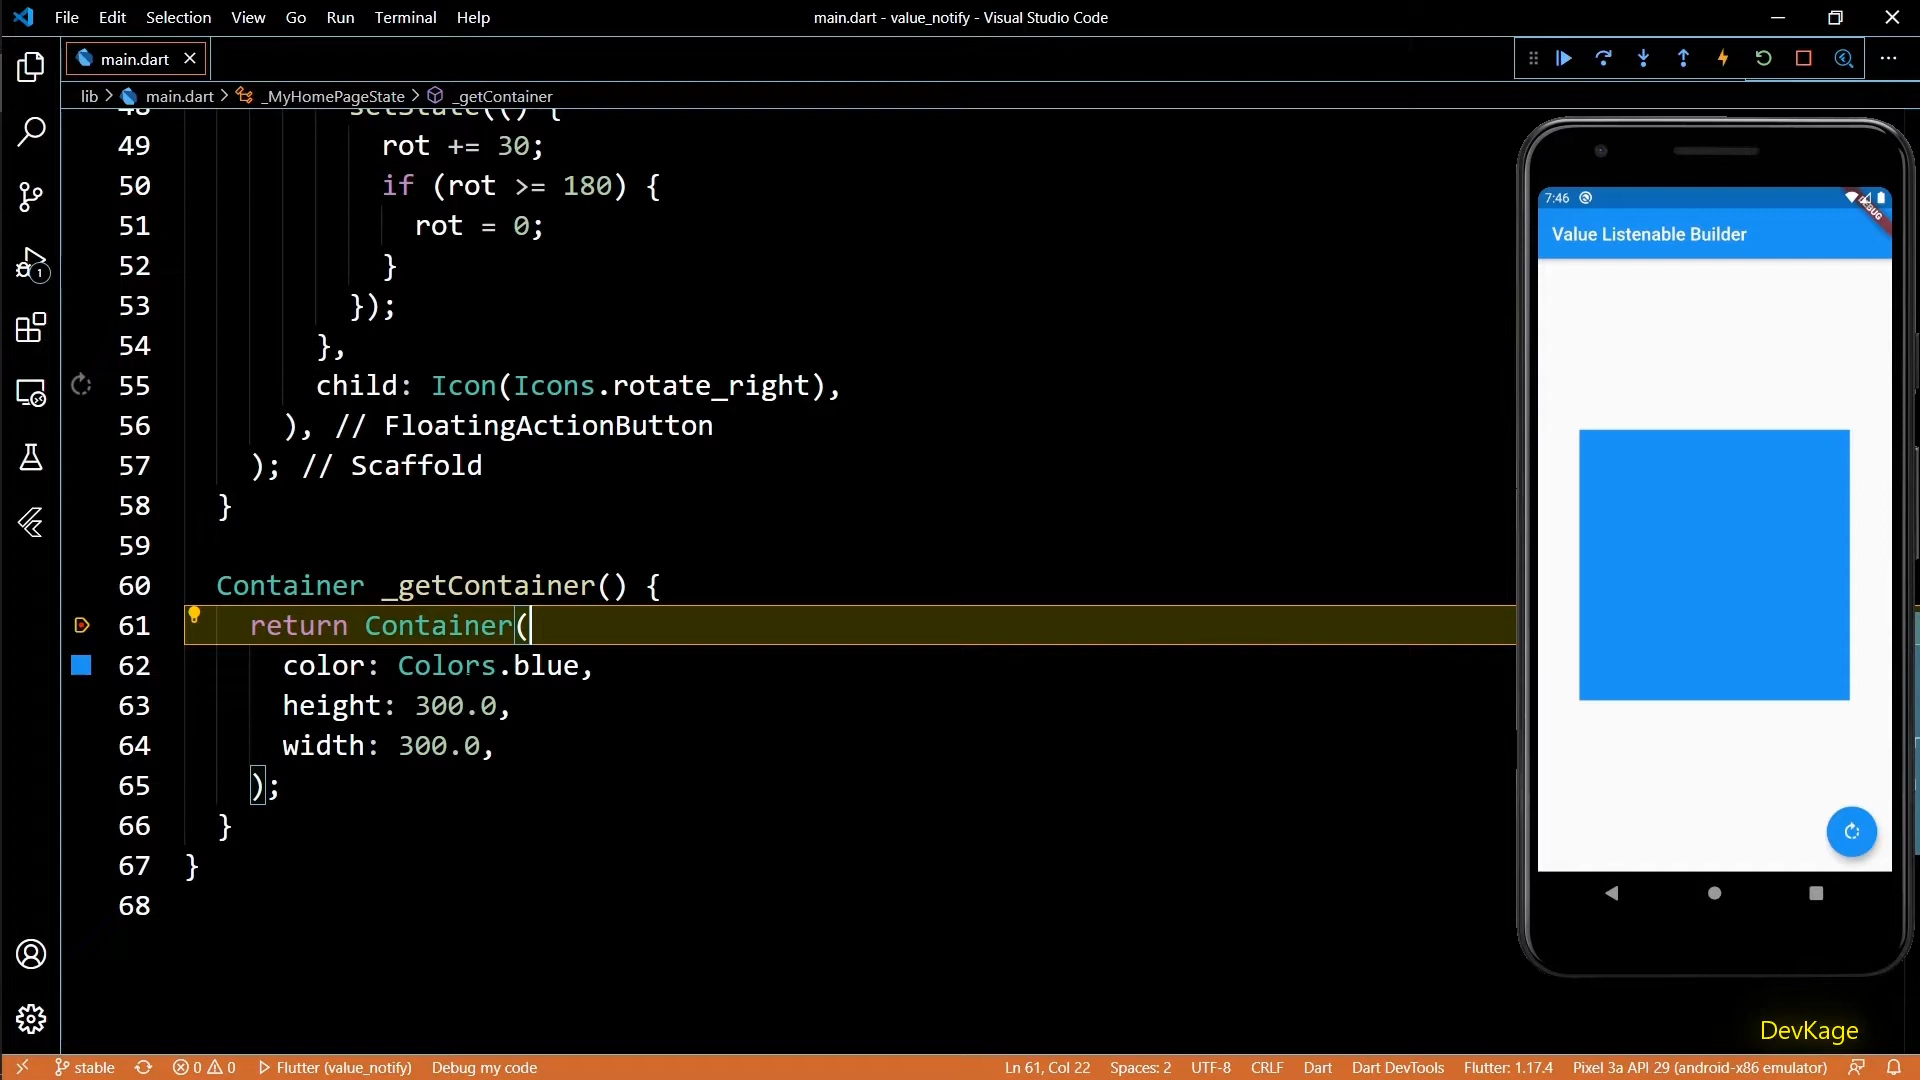 File Edit Selection View Go Run Terminal Help
main.dart - value_notify - Visual Studio Code
main.dart
lib > main.dart > _MyHomePageState > _getContainer
48 setState(() {
49 rot += 30;
50 if (rot >= 180) {
51 rot = 0;
52 }
53 });
54 },
55 child: Icon(Icons.rotate_right),
56 ), // FloatingActionButton
57 ); // Scaffold
58 }
59
60 Container _getContainer() {
61 return Container(
62 color: Colors.blue,
63 height: 300.0,
64 width: 300.0,
65 );
66 }
67 }
68
1
7:46
DEBUG
Value Listenable Builder
DevKage
stable 0 0 Flutter (value_notify) Debug my code Ln 61, Col 22 Spaces: 2 UTF-8 CRLF Dart Dart DevTools Flutter: 1.17.4 Pixel 3a API 29 (android-x86 emulator)